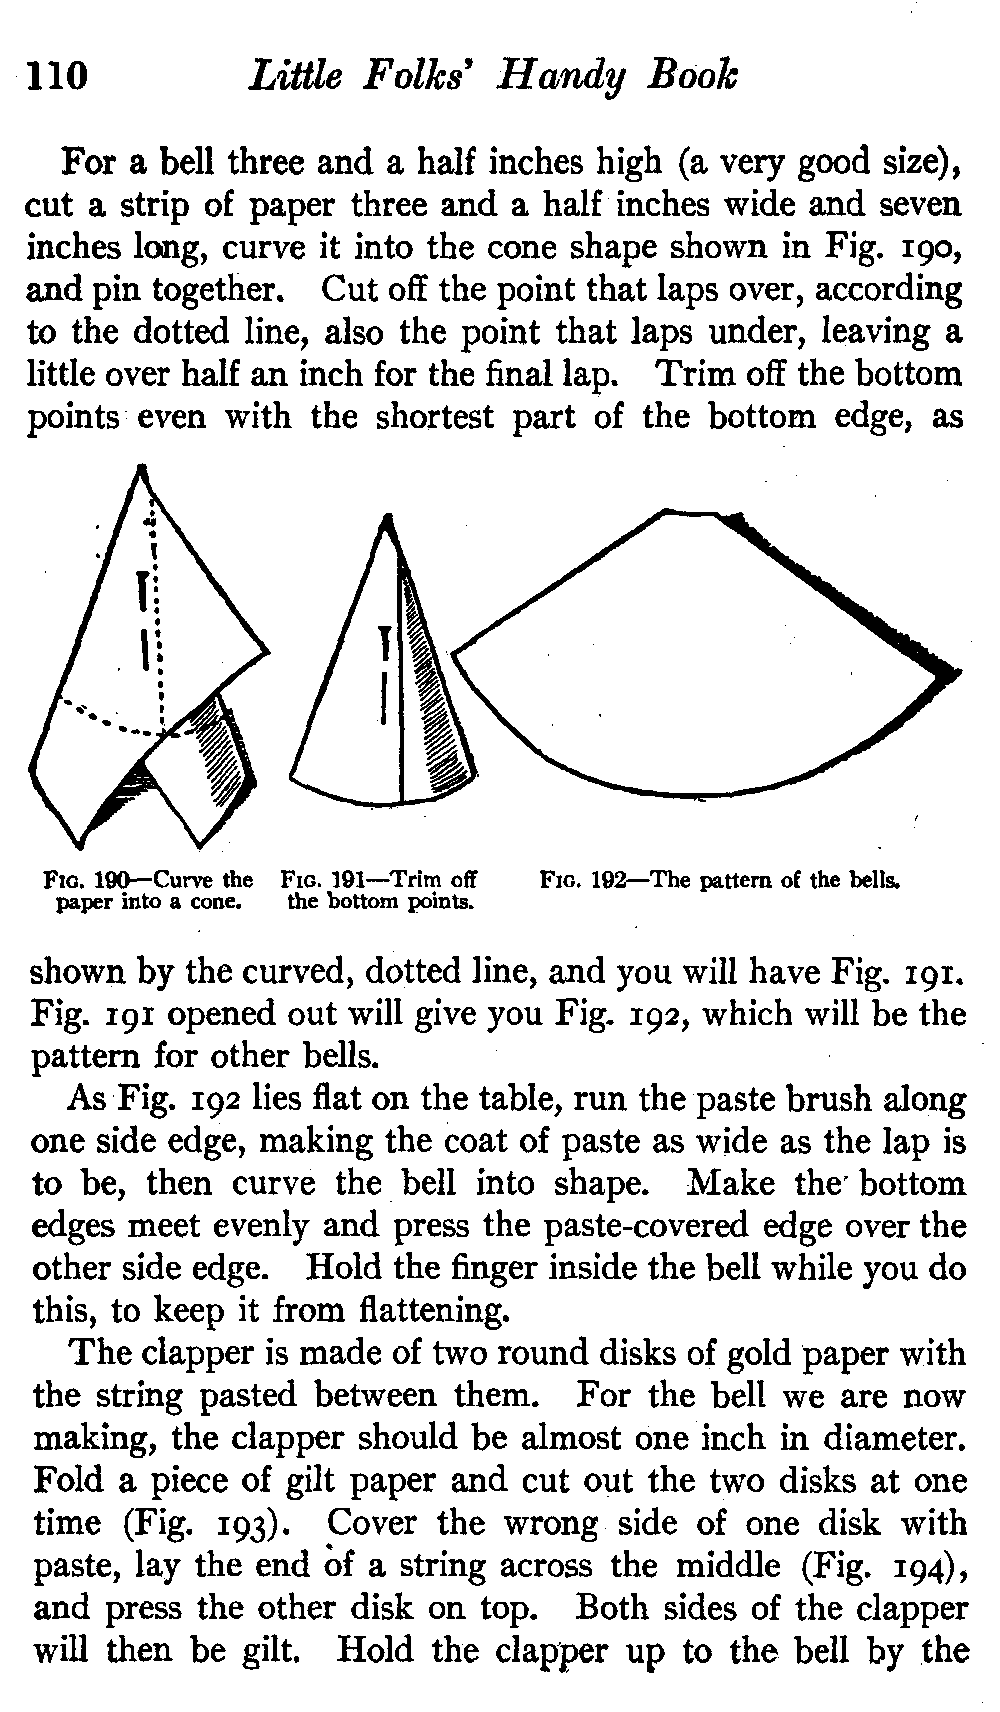 110 Little Folks' Handy Book
For a bell three and a half inches high (a very good size),
cut a strip of paper three and a half inches wide and seven
inches long, curve it into the cone shape shown in Fig. 190,
and pin together. Cut off the point that laps over, according
to the dotted line, also the point that laps under, leaving a
little over half an inch for the final lap. Trim off the bottom
points even with the shortest part of the bottom edge, as
Fig. 190—Curve the
paper into a cone.
Fig. 191—Trim off
the bottom points.
Fig. 192—The pattern of the bells.
shown by the curved, dotted line, and you will have Fig. 191.
Fig. 191 opened out will give you Fig. 192, which will be the
pattern for other bells.
As Fig. 192 lies flat on the table, run the paste brush along
one side edge, making the coat of paste as wide as the lap is
to be, then curve the bell into shape. Make the bottom
edges meet evenly and press the paste-covered edge over the
other side edge. Hold the finger inside the bell while you do
this, to keep it from flattening.
The clapper is made of two round disks of gold paper with
the string pasted between them. For the bell we are now
making, the clapper should be almost one inch in diameter.
Fold a piece of gilt paper and cut out the two disks at one
time (Fig. 193). Cover the wrong side of one disk with
paste, lay the end of a string across the middle (Fig. 194),
and press the other disk on top. Both sides of the clapper
will then be gilt. Hold the clapper up to the bell by the